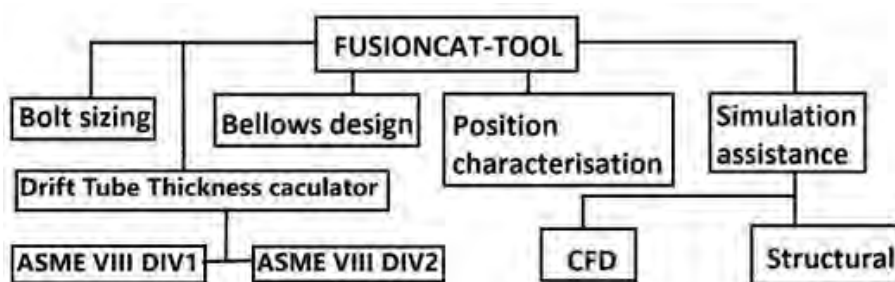 FUSIONCAT-TOOL
Bolt sizing
Bellows design
Position
characterisation
Simulation
assistance
Drift Tube Thickness caculator
ASME VIII DIV1
ASME VIII DIV2
CFD
Structural